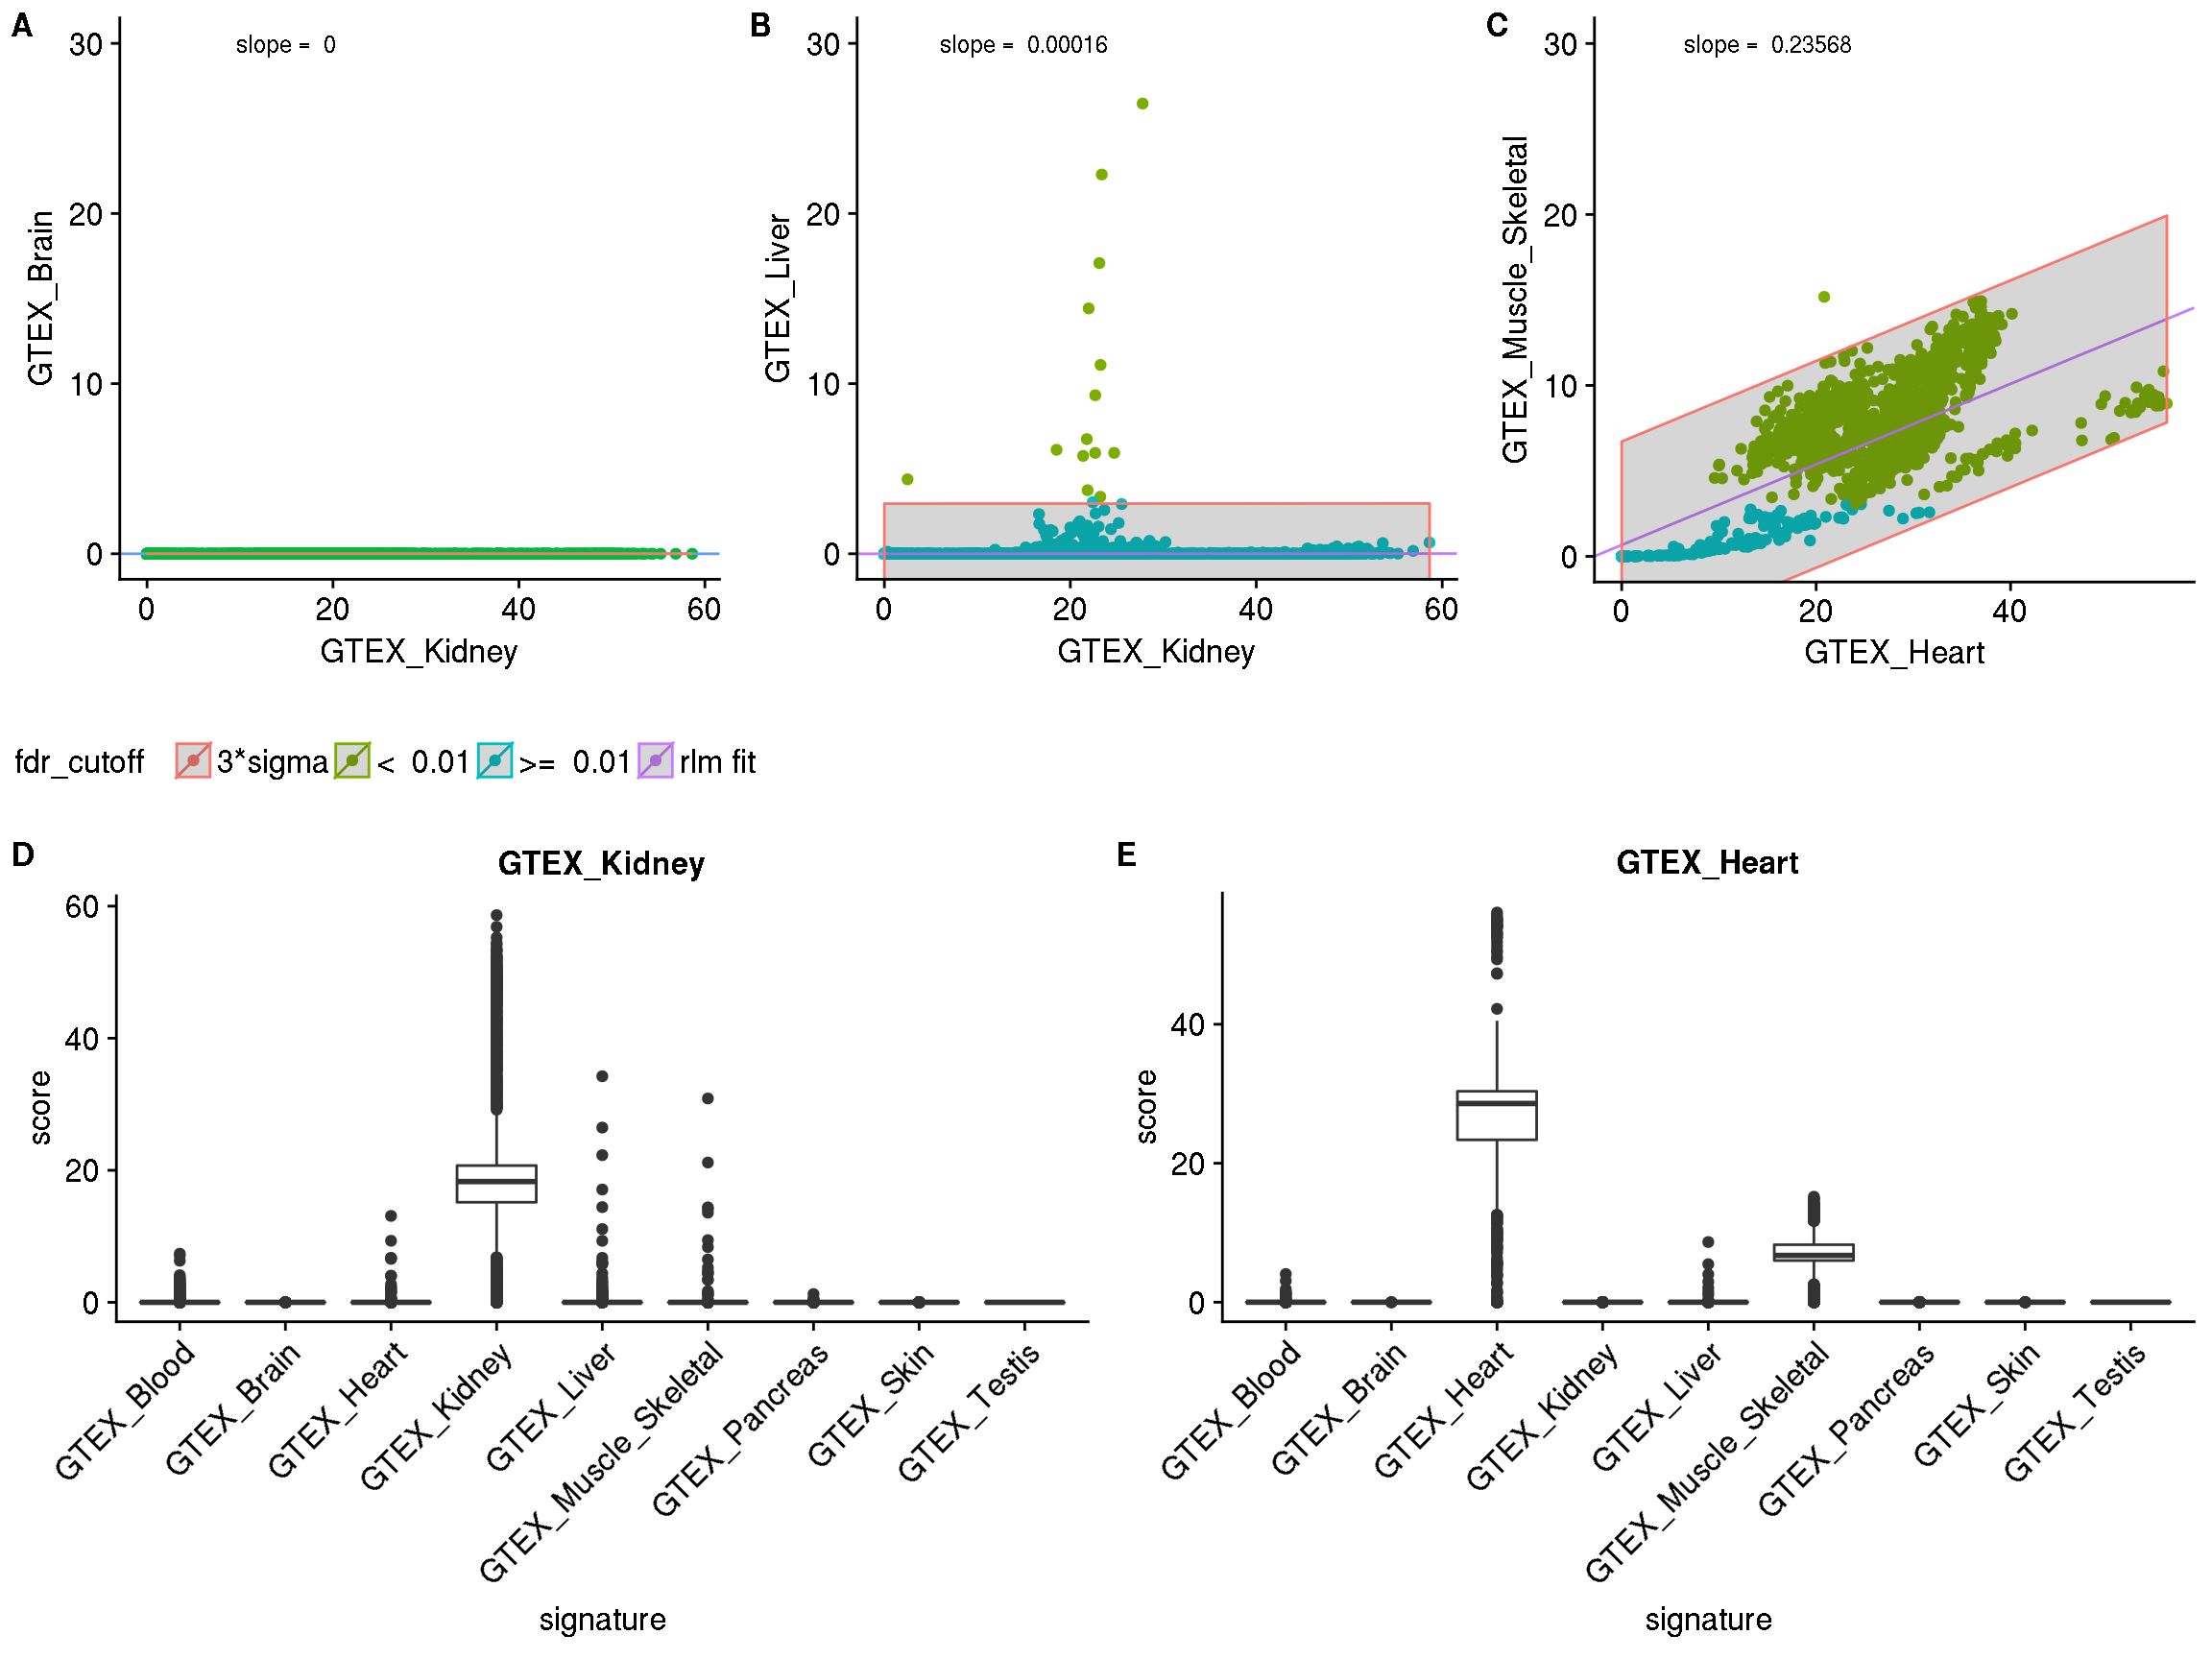 A
B
C
slope = 0
slope = 0.00016
slope = 0.23568
GTEX_Brain
30
20
10
0
0
20
40
60
GTEX_Kidney
GTEX_Liver
30
20
10
0
0
20
40
60
GTEX_Kidney
GTEX_Muscle_Skeletal
30
20
10
0
0
20
40
GTEX_Heart
fdr_cutoff 3*sigma < 0.01 >= 0.01 rlm fit
D
GTEX_Kidney
score
60
40
20
0
GTEX_Blood
GTEX_Brain
GTEX_Heart
GTEX_Kidney
GTEX_Liver
GTEX_Muscle_Skeletal
GTEX_Pancreas
GTEX_Skin
GTEX_Testis
signature
E
GTEX_Heart
score
40
20
0
GTEX_Blood
GTEX_Brain
GTEX_Heart
GTEX_Kidney
GTEX_Liver
GTEX_Muscle_Skeletal
GTEX_Pancreas
GTEX_Skin
GTEX_Testis
signature